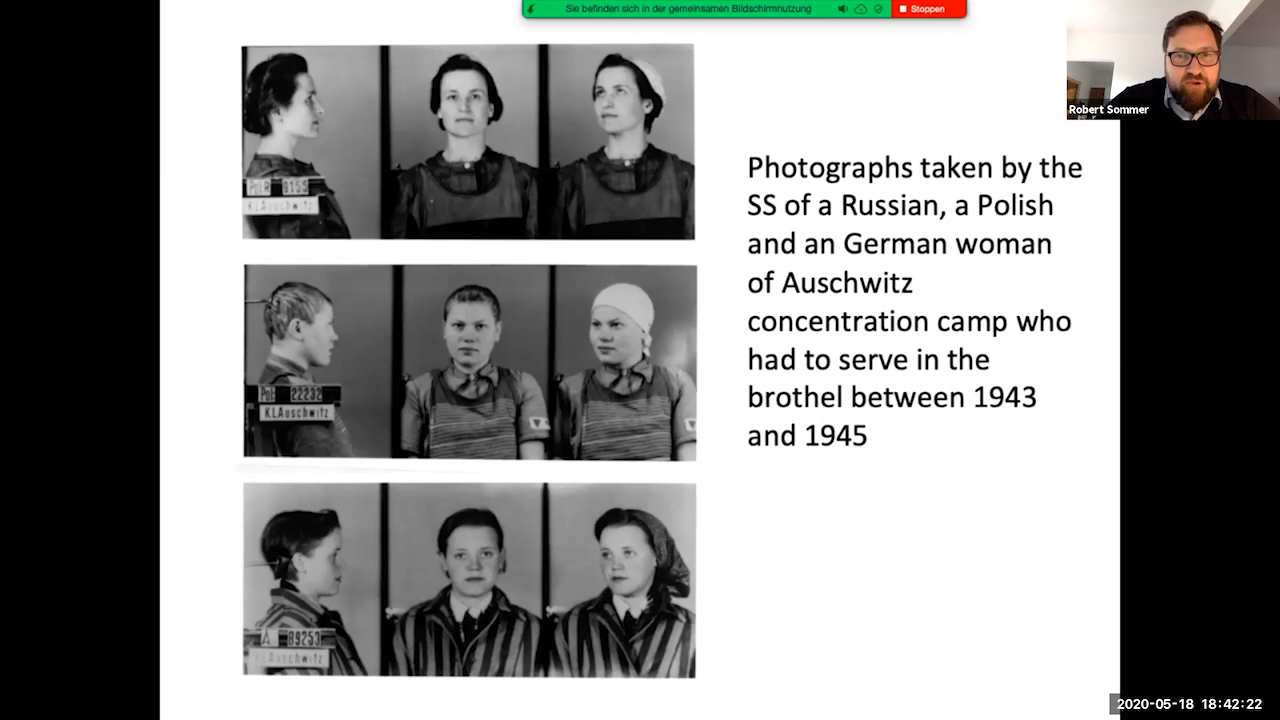 Sie befinden sich in der gemeinsamen Bildschirmnutzung
Stoppen
Robert Sommer
KLAuschwitz
22232
KLAuschwitz
89253
Photographs taken by the
SS of a Russian, a Polish
and an German woman
of Auschwitz
concentration camp who
had to serve in the
brothel between 1943
and 1945
2020-05-18 18:42:22